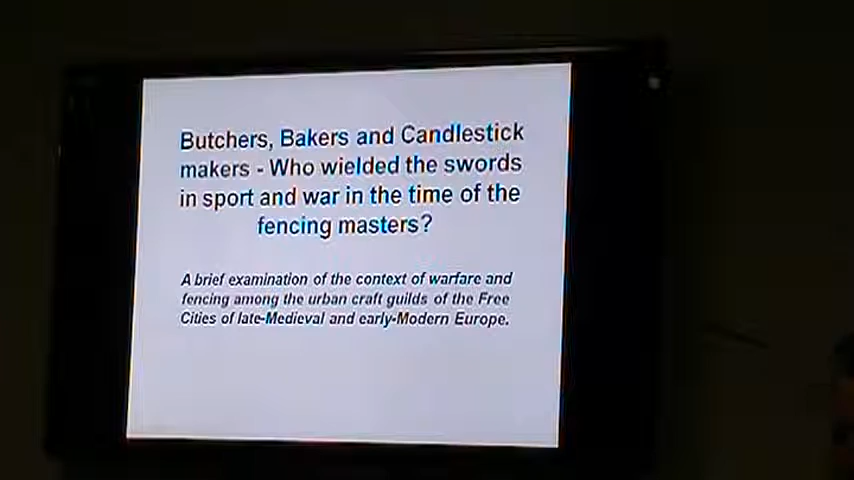 Butchers, Bakers and Candlestick
makers - Who wielded the swords
in sport and war in the time of the
fencing masters?
A brief examination of the context of warfare and
fencing among the urban craft guilds of the Free
Cities of late-Medieval and early-Modern Europe.